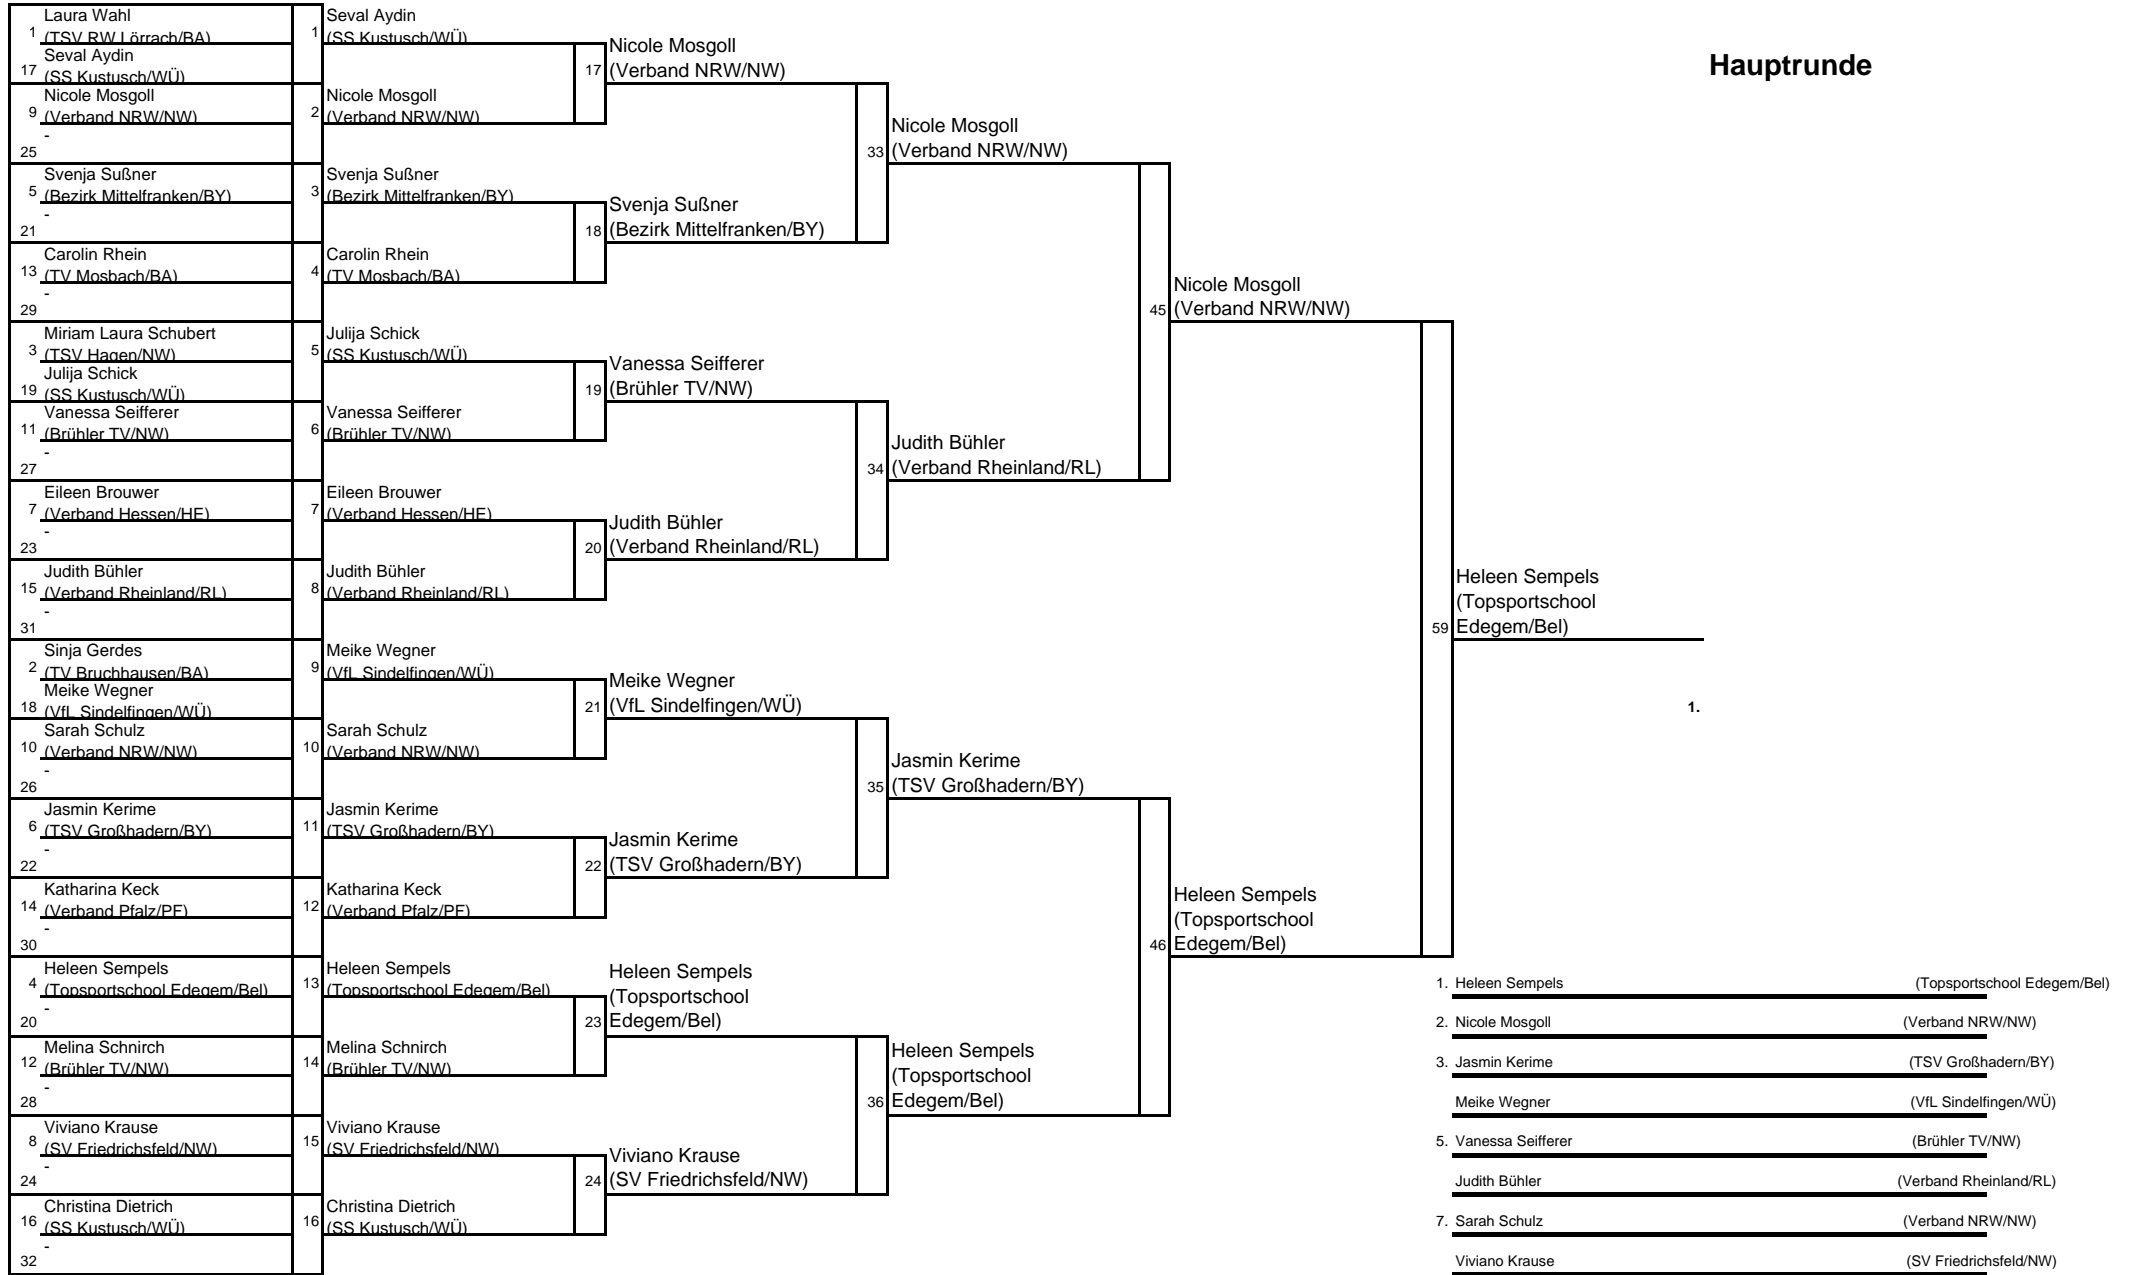 Hauptrunde
Laura Wahl
1 (TSV RW Lörrach/BA)
Seval Aydin
17 (SS Kustusch/WÜ)
Nicole Mosgoll
9 (Verband NRW/NW)
-
25
Svenja Sußner
5 (Bezirk Mittelfranken/BY)
-
21
Carolin Rhein
13 (TV Mosbach/BA)
-
29
Miriam Laura Schubert
3 (TSV Hagen/NW)
Julija Schick
19 (SS Kustusch/WÜ)
Vanessa Seifferer
11 (Brühler TV/NW)
-
27
Eileen Brouwer
7 (Verband Hessen/HE)
-
23
Judith Bühler
15 (Verband Rheinland/RL)
-
31
Sinja Gerdes
2 (TV Bruchhausen/BA)
Meike Wegner
18 (VfL Sindelfingen/WÜ)
Sarah Schulz
10 (Verband NRW/NW)
-
26
Jasmin Kerime
6 (TSV Großhadern/BY)
-
22
Katharina Keck
14 (Verband Pfalz/PF)
-
30
Heleen Sempels
4 (Topsportschool Edegem/Bel)
-
20
Melina Schnirch
12 (Brühler TV/NW)
-
28
Viviano Krause
8 (SV Friedrichsfeld/NW)
-
24
Christina Dietrich
16 (SS Kustusch/WÜ)
-
32
Seval Aydin
1 (SS Kustusch/WÜ)
Nicole Mosgoll
2 (Verband NRW/NW)
Svenja Sußner
3 (Bezirk Mittelfranken/BY)
Carolin Rhein
4 (TV Mosbach/BA)
Julija Schick
5 (SS Kustusch/WÜ)
Vanessa Seifferer
6 (Brühler TV/NW)
Eileen Brouwer
7 (Verband Hessen/HE)
Judith Bühler
8 (Verband Rheinland/RL)
Meike Wegner
9 (VfL Sindelfingen/WÜ)
Sarah Schulz
10 (Verband NRW/NW)
Jasmin Kerime
11 (TSV Großhadern/BY)
Katharina Keck
12 (Verband Pfalz/PF)
Heleen Sempels
13 (Topsportschool Edegem/Bel)
Melina Schnirch
14 (Brühler TV/NW)
Viviano Krause
15 (SV Friedrichsfeld/NW)
Christina Dietrich
16 (SS Kustusch/WÜ)
Nicole Mosgoll
17 (Verband NRW/NW)
Svenja Sußner
18 (Bezirk Mittelfranken/BY)
Vanessa Seifferer
19 (Brühler TV/NW)
Judith Bühler
20 (Verband Rheinland/RL)
Meike Wegner
21 (VfL Sindelfingen/WÜ)
Jasmin Kerime
22 (TSV Großhadern/BY)
Heleen Sempels
(Topsportschool
23 Edegem/Bel)
Viviano Krause
24 (SV Friedrichsfeld/NW)
Nicole Mosgoll
33 (Verband NRW/NW)
Judith Bühler
34 (Verband Rheinland/RL)
Jasmin Kerime
35 (TSV Großhadern/BY)
Heleen Sempels
(Topsportschool
36 Edegem/Bel)
Nicole Mosgoll
45 (Verband NRW/NW)
Heleen Sempels
(Topsportschool
46 Edegem/Bel)
Heleen Sempels
(Topsportschool
59 Edegem/Bel)
1.
1. Heleen Sempels (Topsportschool Edegem/Bel)
2. Nicole Mosgoll (Verband NRW/NW)
3. Jasmin Kerime (TSV Großhadern/BY)
Meike Wegner (VfL Sindelfingen/WÜ)
5. Vanessa Seifferer (Brühler TV/NW)
Judith Bühler (Verband Rheinland/RL)
7. Sarah Schulz (Verband NRW/NW)
Viviano Krause (SV Friedrichsfeld/NW)